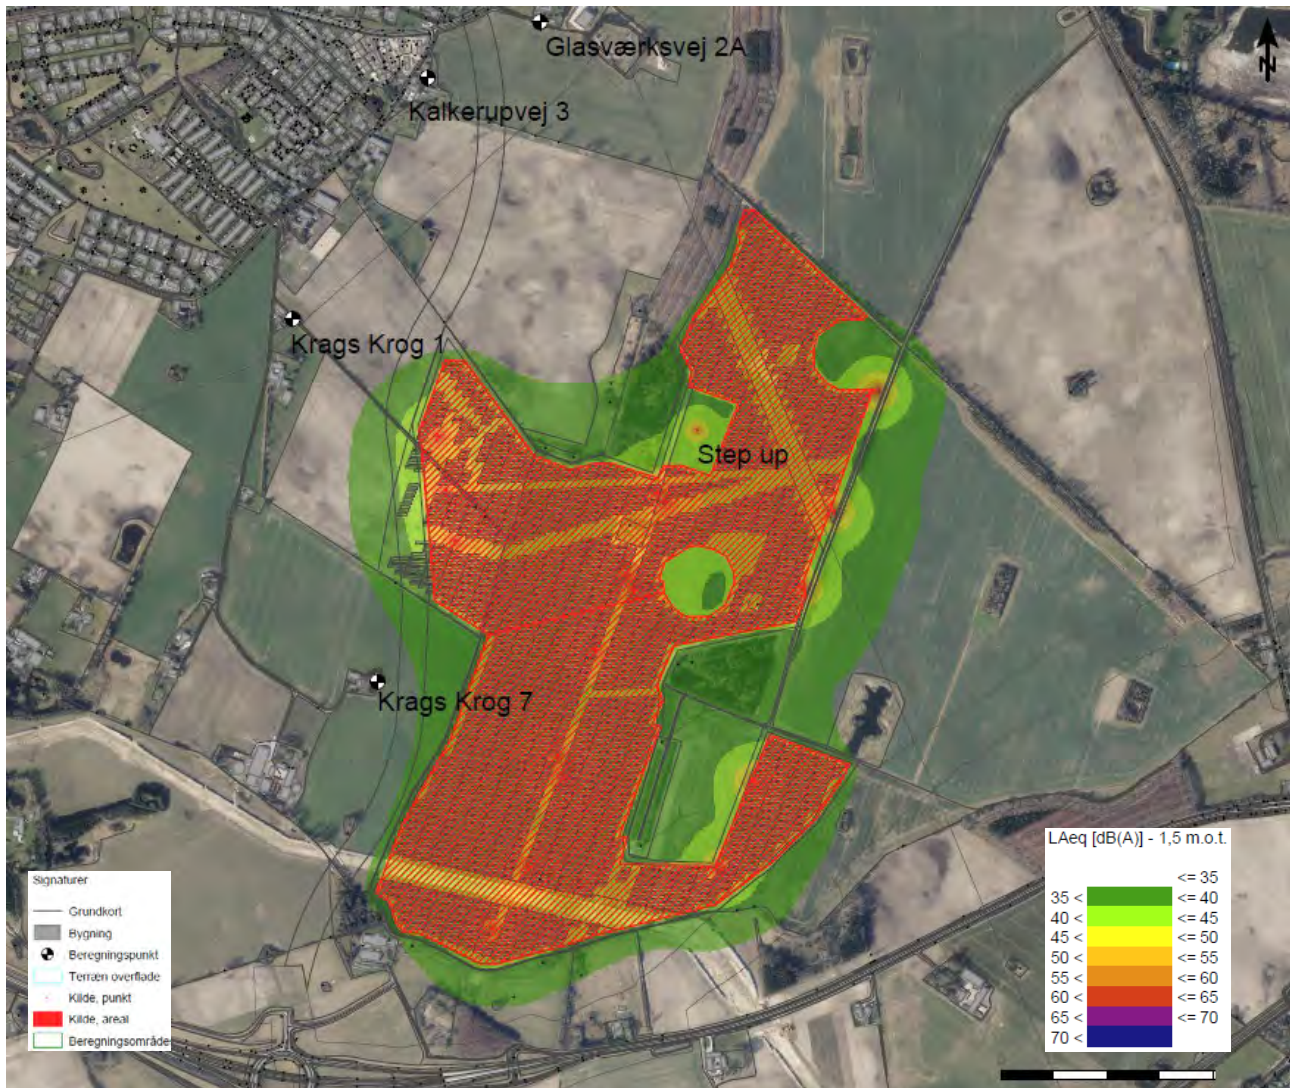 Glasværksvej 2A
N
Kalkerupvej 3
Krags Krog 1
Step up
Krags Krog 7
LAeq [dB(A)] - 1,5 m.o.t.
<= 35
35 < <= 40
40 < <= 45
45 < <= 50
50 < <= 55
55 < <= 60
60 < <= 65
65 < <= 70
70 <
Signaturer
Grundkort
Bygning
Beregningspunkt
Terræn overflade
Kilde, punkt
Kilde, areal
Beregningsområde